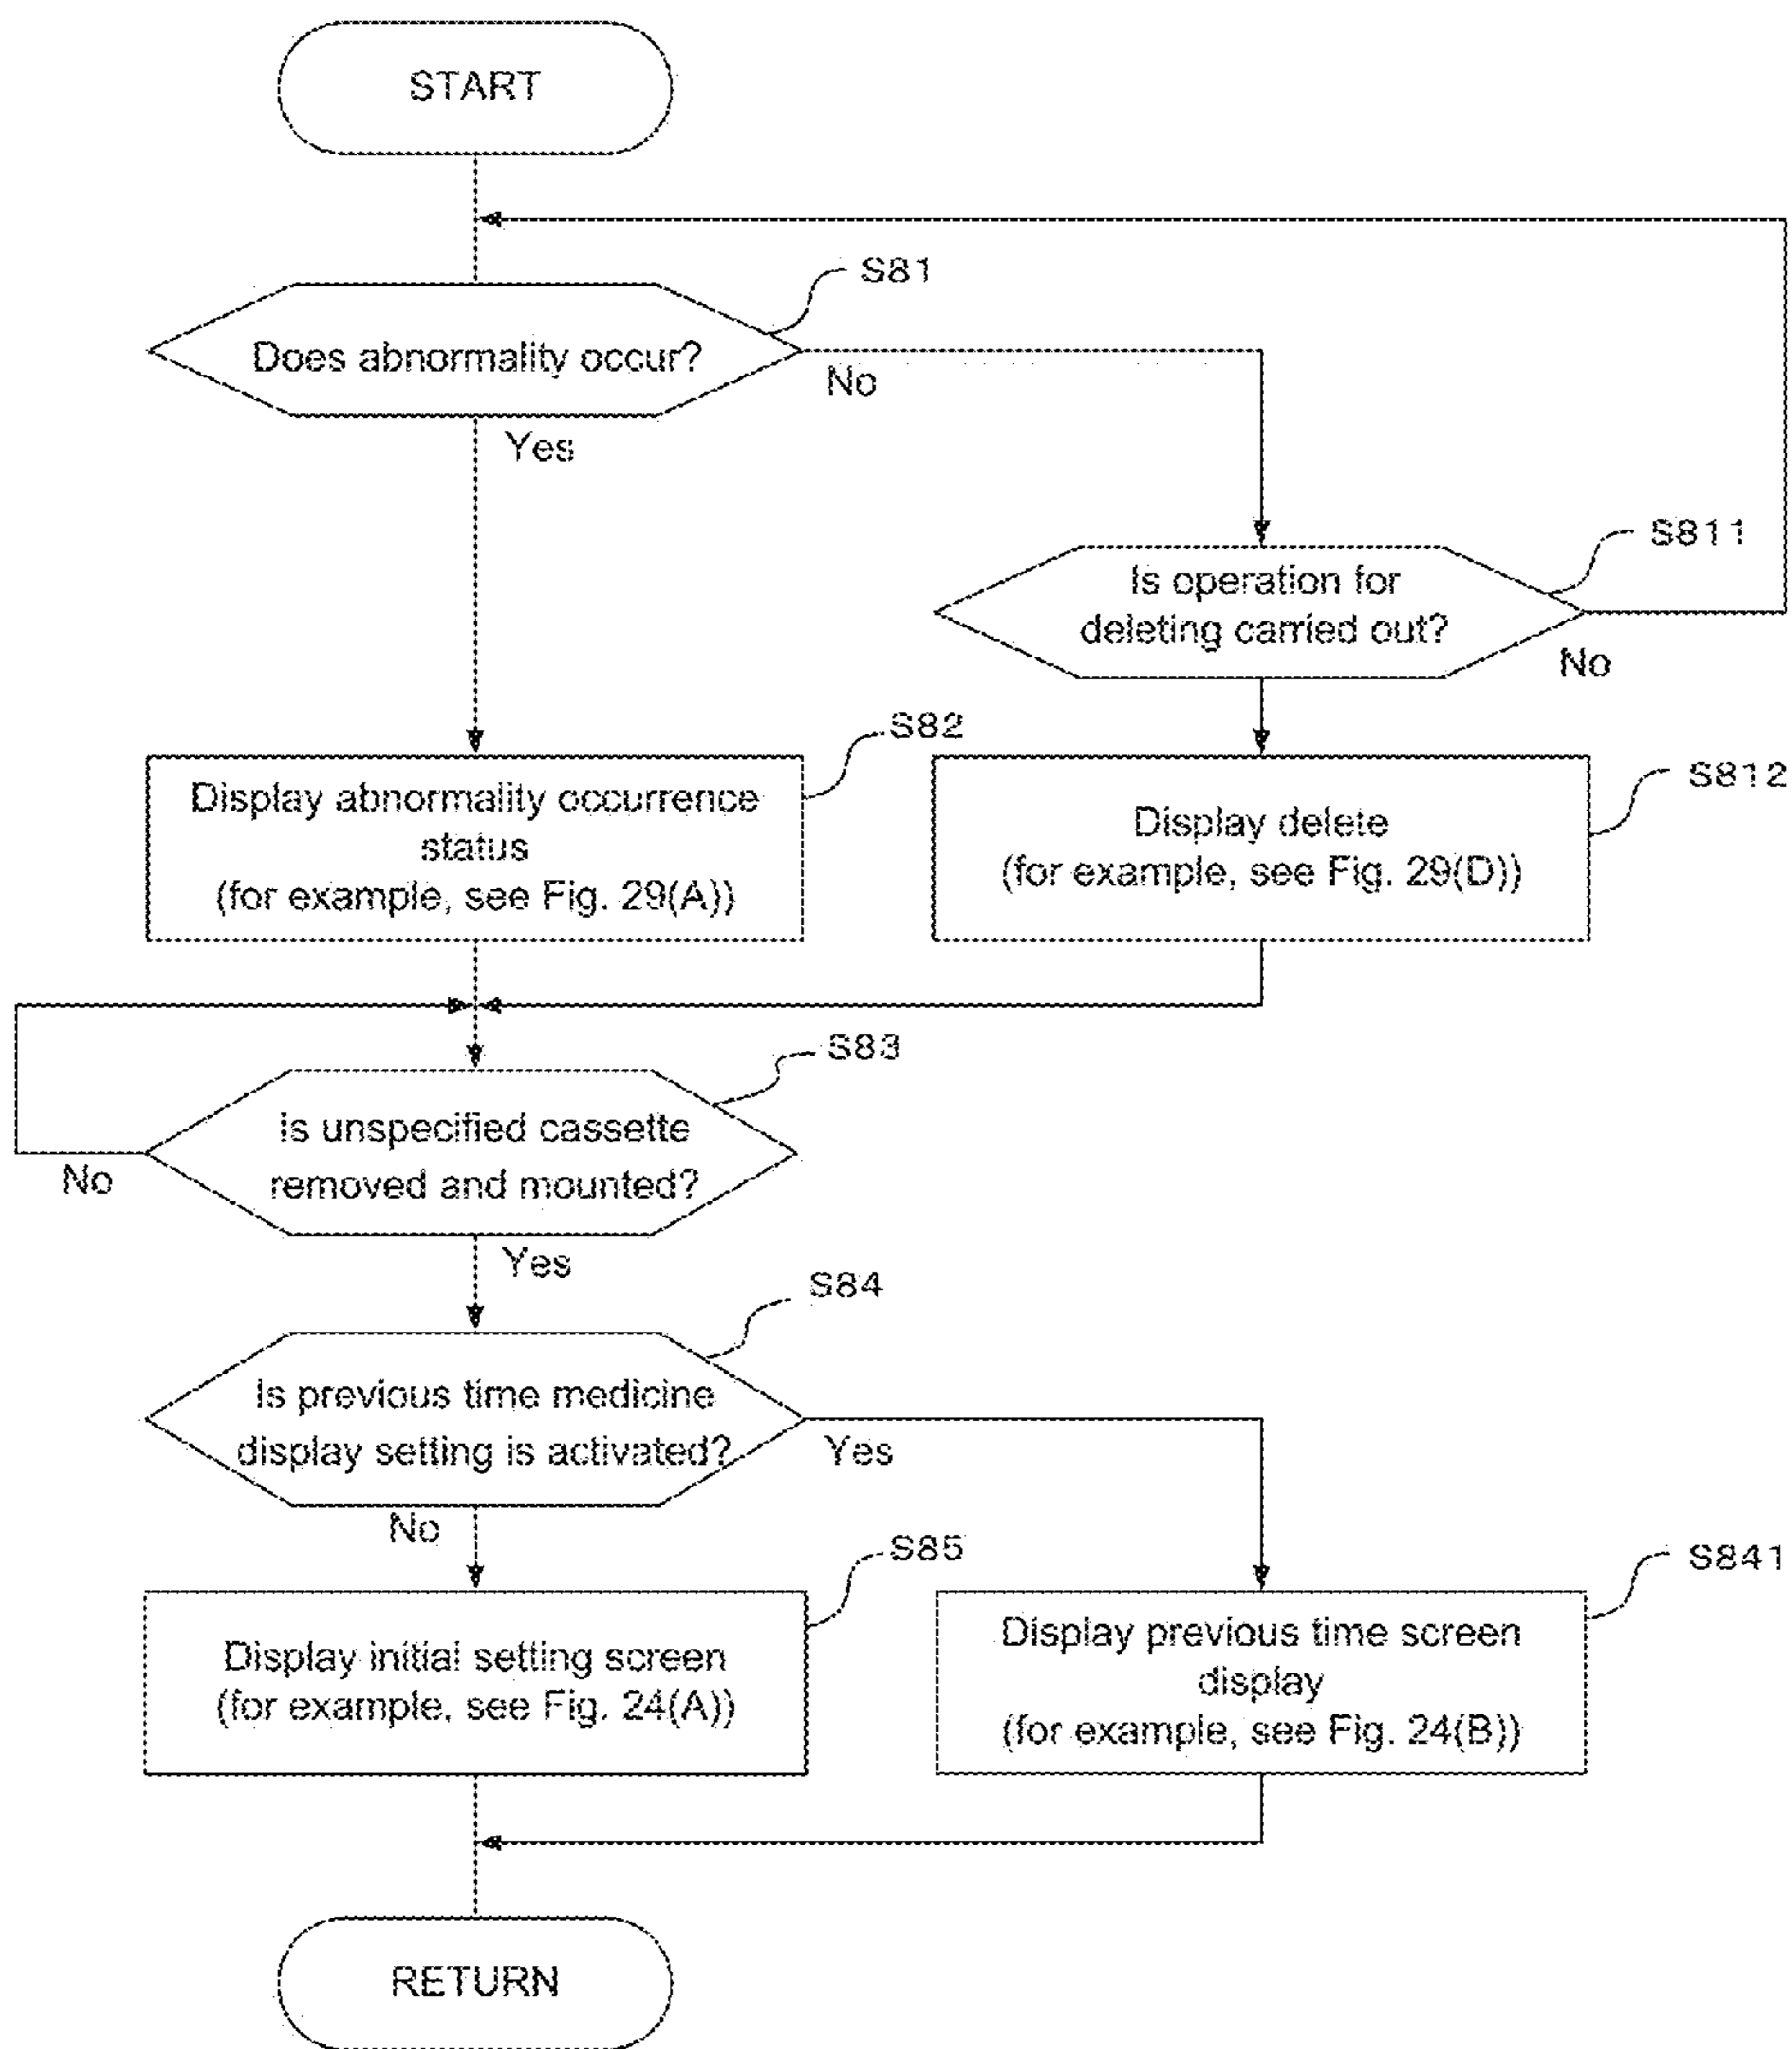 START
S81
Does abnormality occur?
No
Yes
S811
Is operation for
deleting carried out?
No
S82
Display abnormality occurrence
status
(for example, see Fig. 29(A))
S812
Display delete
(for example, see Fig. 29(D))
S83
Is unspecified cassette
removed and mounted?
No
Yes
S84
Is previous time medicine
display setting is activated?
Yes
No
S85
Display initial setting screen
(for example, see Fig. 24(A))
S841
Display previous time screen
display
(for example, see Fig. 24(B))
RETURN